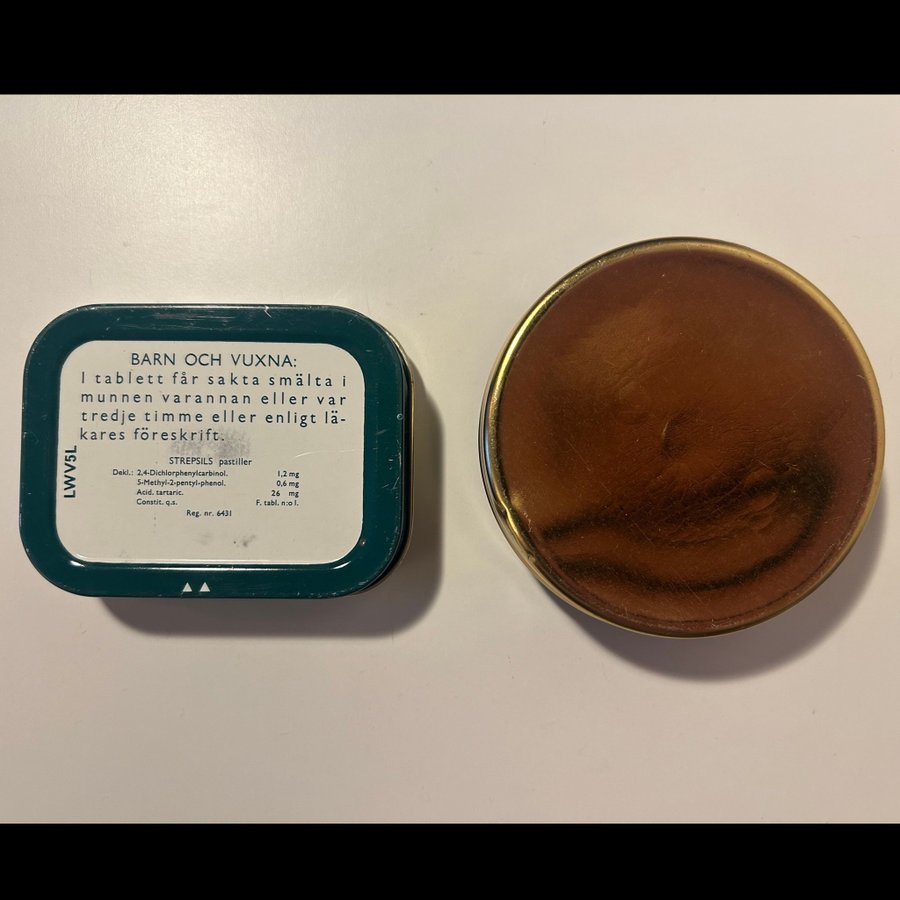 BARN OCH VUXNA:
I tablett får sakta smälta i
munnen varannan eller var
tredje timme eller enligt lä-
kares föreskrift.
STREPSILS pastiller
Dekl.: 2,4-Dichlorphenylcarbinol. 1,2 mg
5-Methyl-2-pentyl-phenol. 0,6 mg
Acid. tartaric. 26 mg
Constit. q.s. F. tabl. n:o I.
Reg. nr. 6431
LWV5L